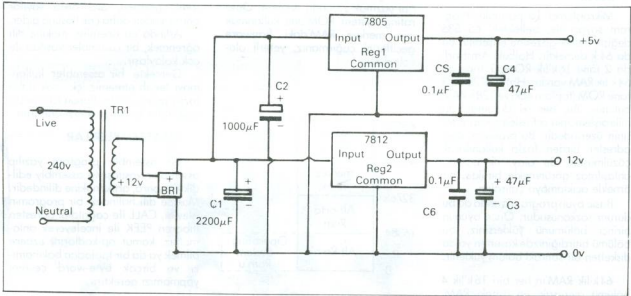 7805
Input Output
Reg1
Common
+5v
C2
+
1000µF
−
CS
0.1µF
C4
+
47µF
−
TR1
Live
240v
Neutral
+12v
+
BRI
C1
+
2200µF
−
7812
Input Output
Reg2
Common
12v
0.1µF
C6
+ 47µF
− C3
0v